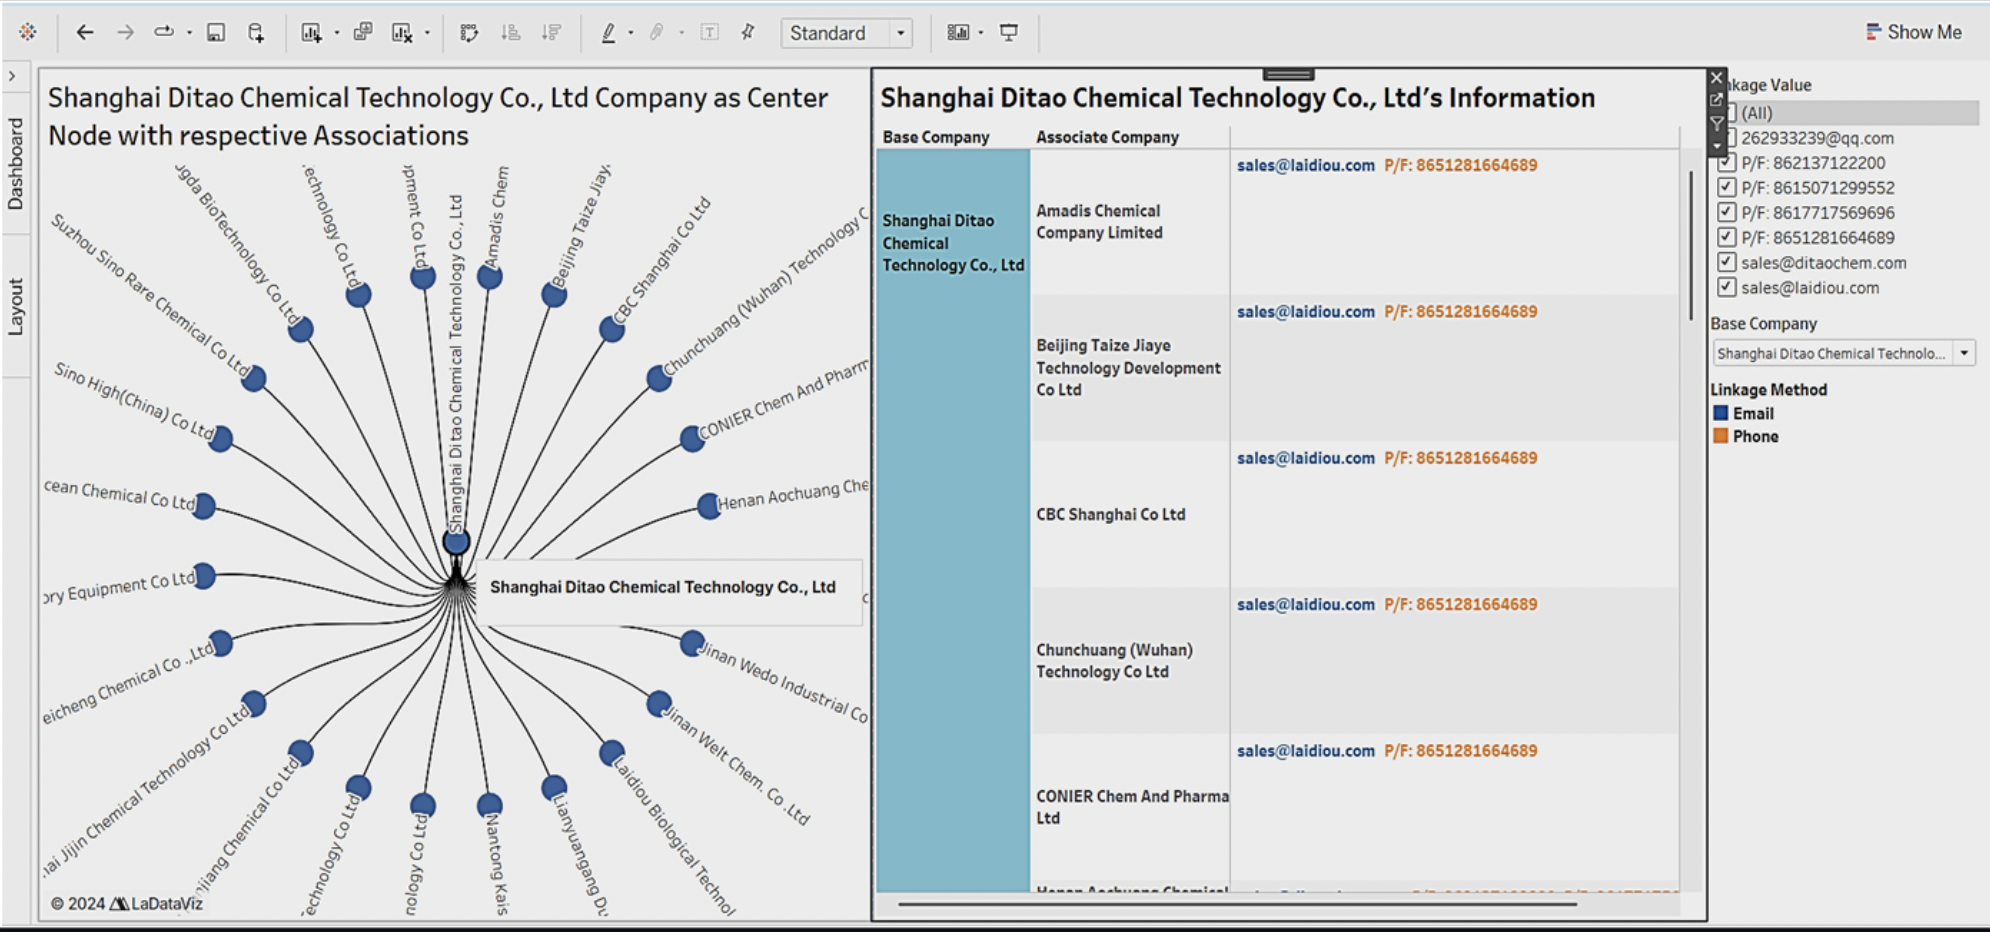 Standard
Show Me
Dashboard
Layout
Shanghai Ditao Chemical Technology Co., Ltd Company as Center
Node with respective Associations
Shanghai Ditao Chemical Technology Co., Ltd
Amadis Chem
Beijing Taize Jiay
CBC Shanghai Co Ltd
Chunchuang (Wuhan) Technology C
CONIER Chem And Pharm
Henan Aochuang Che
Shanghai Ditao Chemical Technology Co., Ltd
Jinan Wedo Industrial Co
Jinan Welt Chem. Co .,Ltd
Laidiou Biological Technol
Lianyuangang Du
Nantong Kais
nology Co Ltd
echnology Co Ltd
njiang Chemical Co Ltd
ai Jijin Chemical Technology Co Ltd
eicheng Chemical Co .,Ltd
ory Equipment Co Ltd
cean Chemical Co Ltd
Sino High(China) Co Ltd
Suzhou Sino Rare Chemical Co Ltd
gda BioTechnology Co Ltd
echnology Co Ltd
pment Co Ltd
© 2024 LaDataViz
Shanghai Ditao Chemical Technology Co., Ltd's Information
Base Company Associate Company
Shanghai Ditao
Chemical
Technology Co., Ltd
sales@laidiou.com P/F: 8651281664689
Amadis Chemical
Company Limited
sales@laidiou.com P/F: 8651281664689
Beijing Taize Jiaye
Technology Development
Co Ltd
sales@laidiou.com P/F: 8651281664689
CBC Shanghai Co Ltd
sales@laidiou.com P/F: 8651281664689
Chunchuang (Wuhan)
Technology Co Ltd
sales@laidiou.com P/F: 8651281664689
CONIER Chem And Pharma
Ltd
Henan Aochuang Chemical
nkage Value
(All)
262933239@qq.com
P/F: 862137122200
P/F: 8615071299552
P/F: 8617717569696
P/F: 8651281664689
sales@ditaochem.com
sales@laidiou.com
Base Company
Shanghai Ditao Chemical Technolo...
Linkage Method
Email
Phone